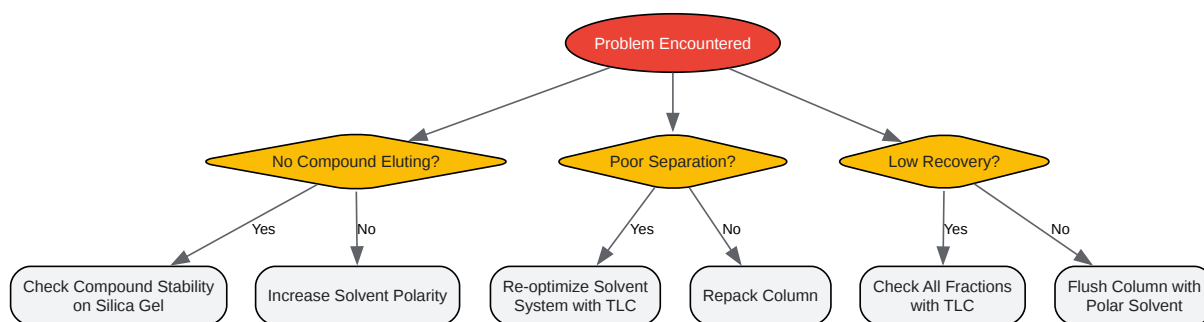 Problem Encountered
No Compound Eluting?
Poor Separation?
Low Recovery?
Yes
No
Yes
No
Yes
No
Check Compound Stability
on Silica Gel
Increase Solvent Polarity
Re-optimize Solvent
System with TLC
Repack Column
Check All Fractions
with TLC
Flush Column with
Polar Solvent